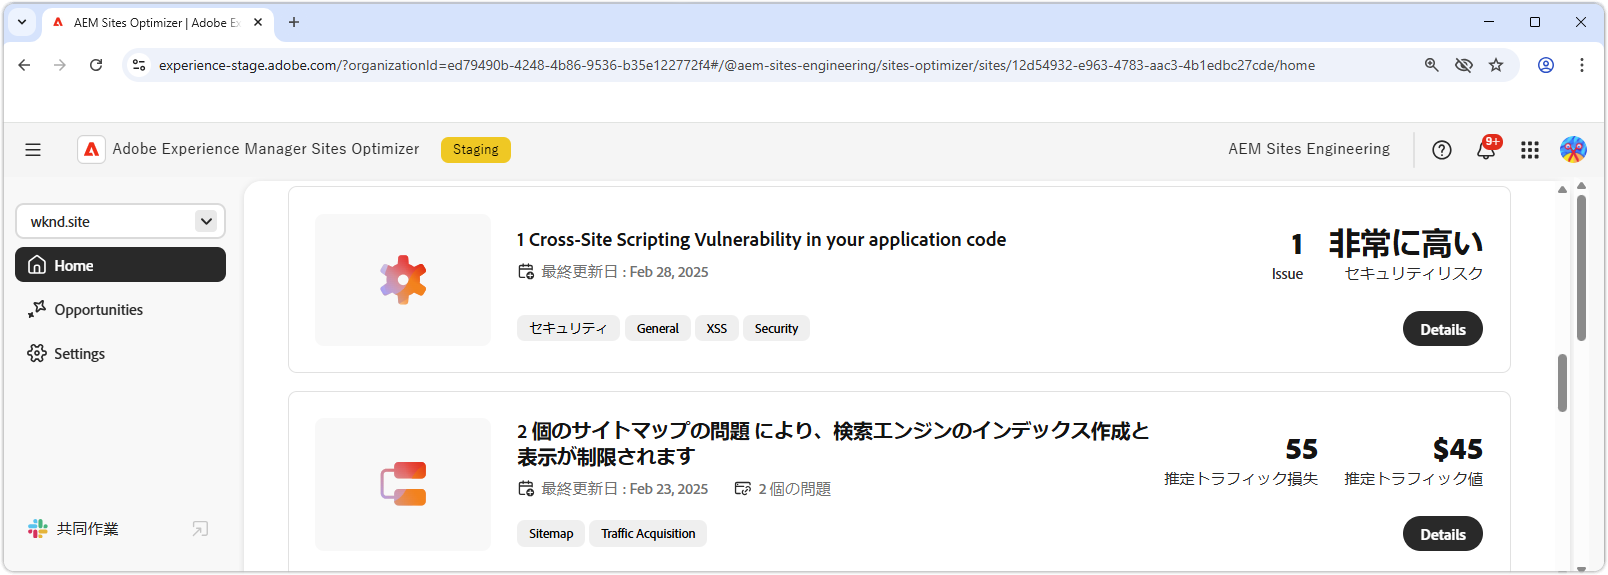 AEM Sites Optimizer | Adobe Ex
experience-stage.adobe.com/?organizationId=ed79490b-4248-4b86-9536-b35e122772f4#/@aem-sites-engineering/sites-optimizer/sites/12d54932-e963-4783-aac3-4b1edbc27cde/home
Adobe Experience Manager Sites Optimizer
Staging
AEM Sites Engineering
9+
wknd.site
Home
Opportunities
Settings
共同作業
1 Cross-Site Scripting Vulnerability in your application code
最終更新日 : Feb 28, 2025
セキュリティ
General
XSS
Security
1
Issue
非常に高い
セキュリティリスク
Details
2 個のサイトマップの問題 により、検索エンジンのインデックス作成と
表示が制限されます
最終更新日 : Feb 23, 2025
2 個の問題
Sitemap
Traffic Acquisition
55
推定トラフィック損失
$45
推定トラフィック値
Details